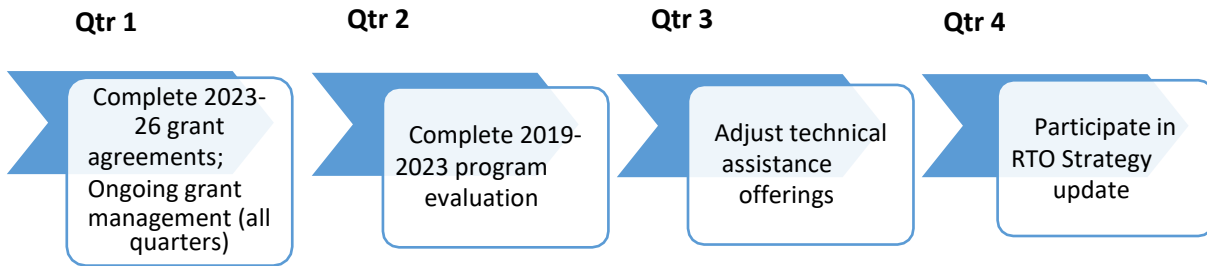 Qtr 1
Qtr 2
Qtr 3
Qtr 4
Complete 2023-
26 grant
agreements;
Ongoing grant
management (all
quarters)
Complete 2019-
2023 program
evaluation
Adjust technical
assistance
offerings
Participate in
RTO Strategy
update